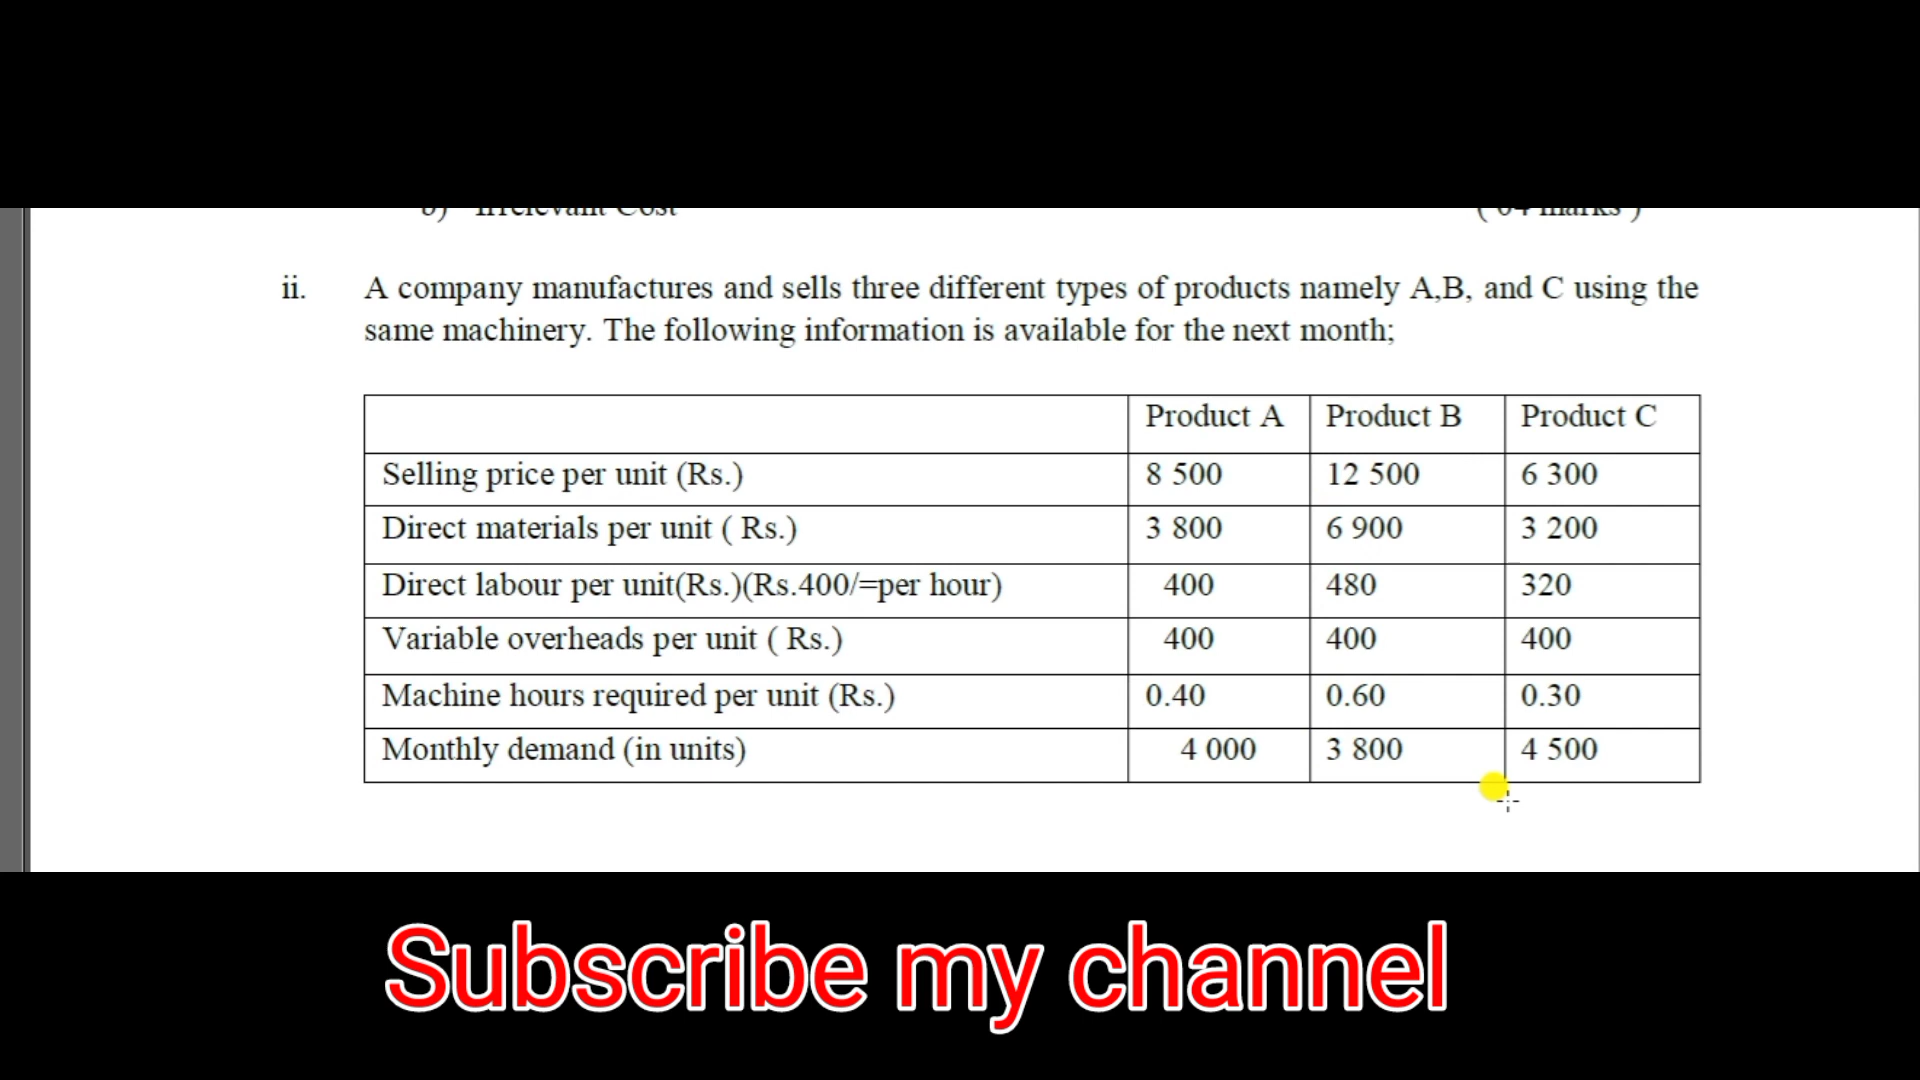 b) Irrelevant Cost ( 04 marks )
ii. A company manufactures and sells three different types of products namely A,B, and C using the
same machinery. The following information is available for the next month;
Product A Product B Product C
Selling price per unit (Rs.) 8 500 12 500 6 300
Direct materials per unit ( Rs.) 3 800 6 900 3 200
Direct labour per unit(Rs.)(Rs.400/=per hour) 400 480 320
Variable overheads per unit ( Rs.) 400 400 400
Machine hours required per unit (Rs.) 0.40 0.60 0.30
Monthly demand (in units) 4 000 3 800 4 500
Subscribe my channel